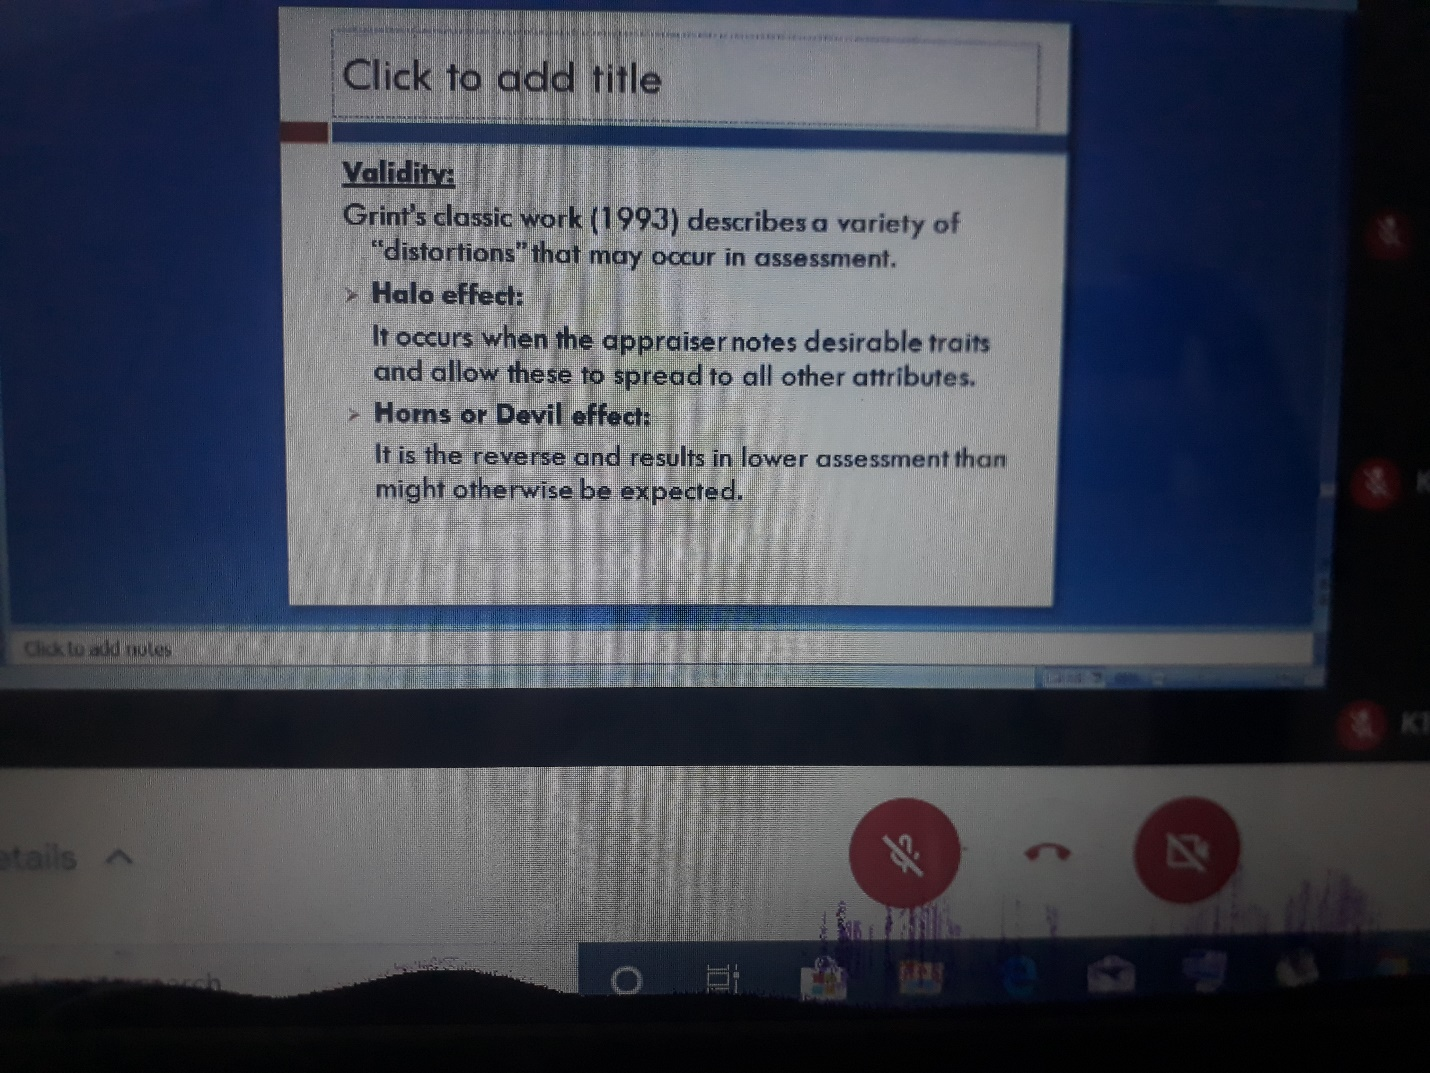 Click to add title
Validity:
Grint's classic work (1993) describes a variety of
"distortions" that may occur in assessment.
➢ Halo effect:
It occurs when the appraiser notes desirable traits
and allow these to spread to all other attributes.
➢ Horns or Devil effect:
It is the reverse and results in lower assessment than
might otherwise be expected.
Click to add notes
etails